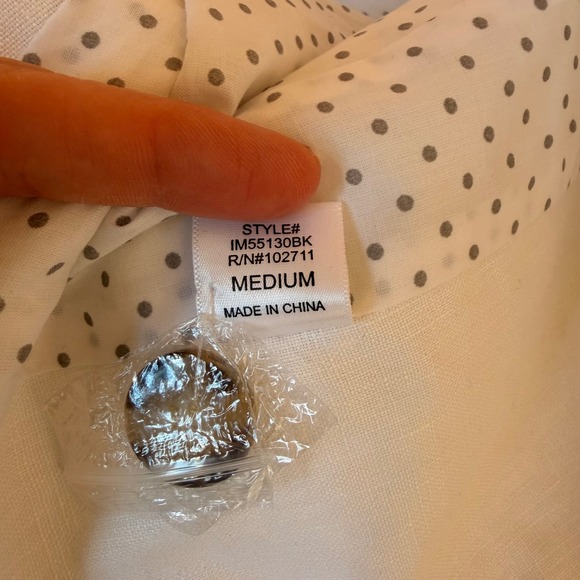 STYLE#
IM55130BK
R/N#102711
MEDIUM
MADE IN CHINA